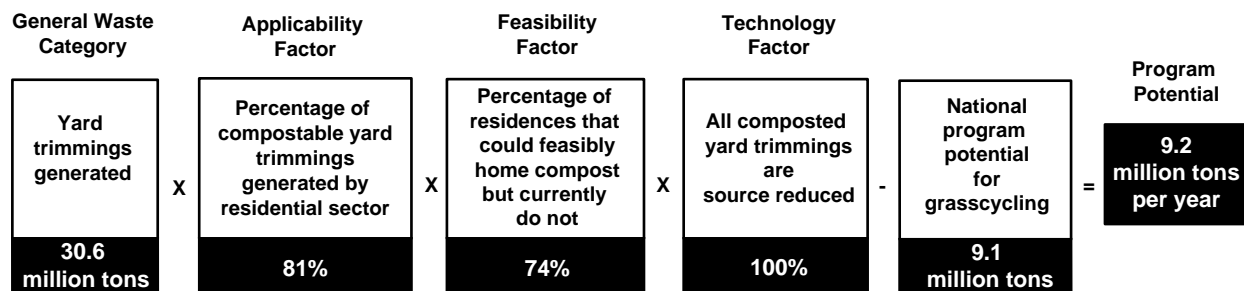 General Waste
Category
Applicability
Factor
Feasibility
Factor
Technology
Factor
Program
Potential
Yard
trimmings
generated
30.6
million tons
X
Percentage of
compostable yard
trimmings
generated by
residential sector
81%
X
Percentage of
residences that
could feasibly
home compost
but currently
do not
74%
X
All composted
yard trimmings
are
source reduced
100%
-
National
program
potential
for
grasscycling
9.1
million tons
=
9.2
million tons
per year